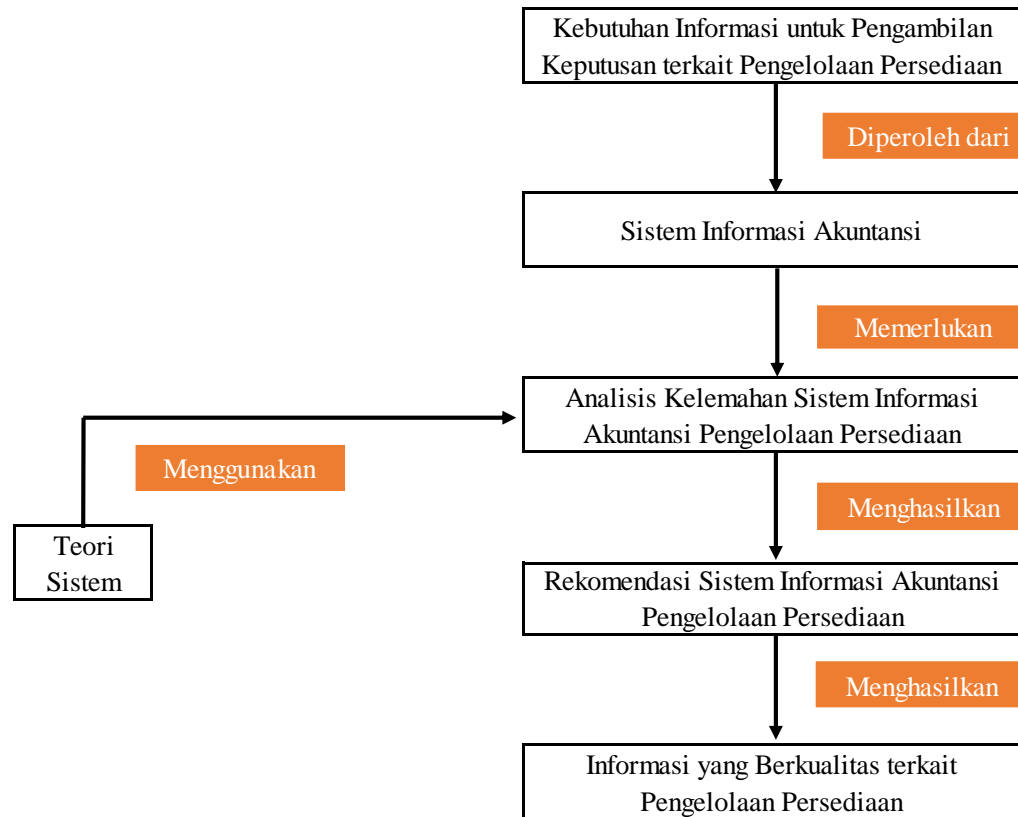 Kebutuhan Informasi untuk Pengambilan
Keputusan terkait Pengelolaan Persediaan
Diperoleh dari
Sistem Informasi Akuntansi
Memerlukan
Analisis Kelemahan Sistem Informasi
Akuntansi Pengelolaan Persediaan
Menggunakan
Menghasilkan
Teori
Sistem
Rekomendasi Sistem Informasi Akuntansi
Pengelolaan Persediaan
Menghasilkan
Informasi yang Berkualitas terkait
Pengelolaan Persediaan